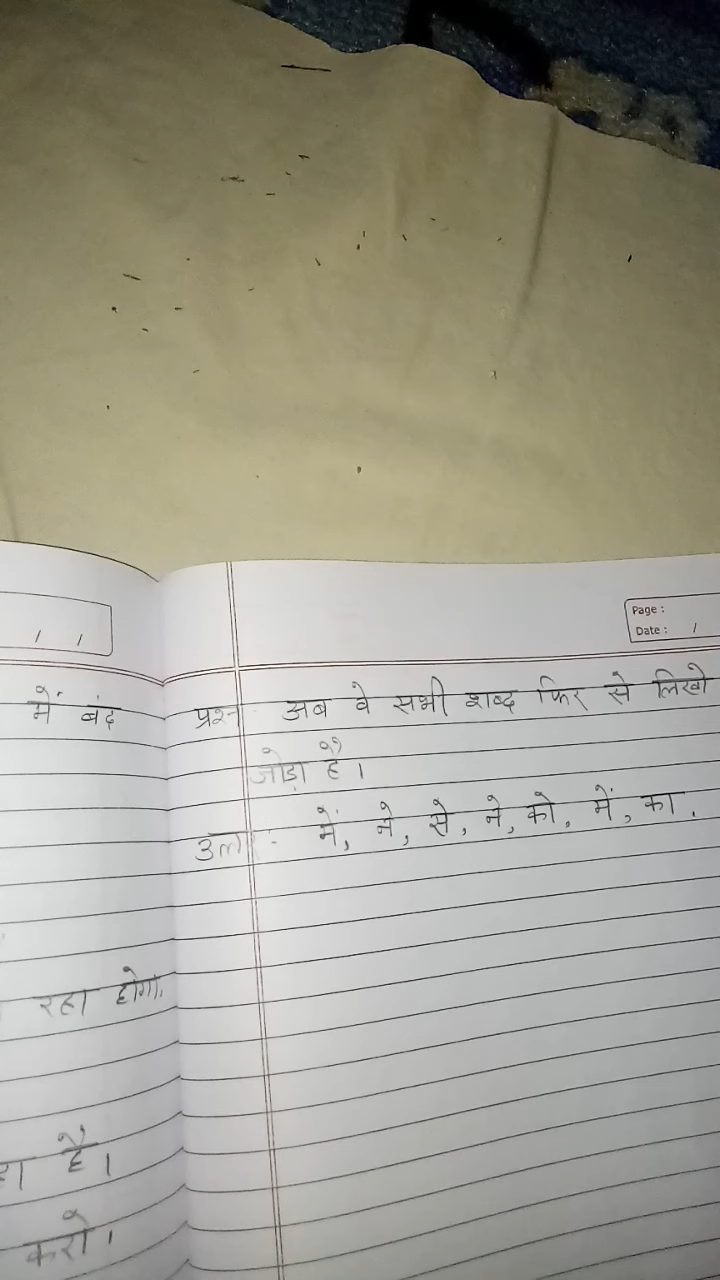 में बंद
रहा होगा.
है।
करो।
Page :
Date : /
/ /
प्रश्न अब वे सभी शब्द फिर से लिखो
जोड़ा है।
उत्तर:- में, ने, से, ने, को, में, का.